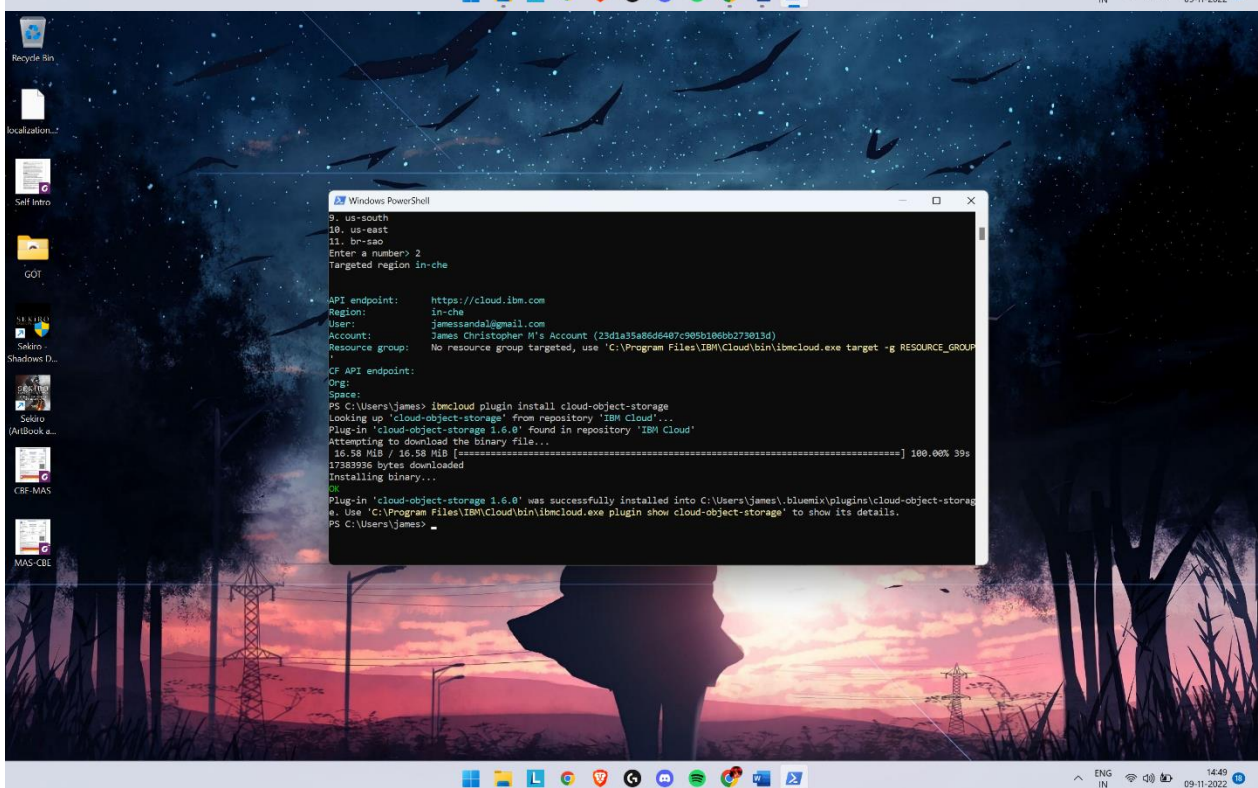 IN
09-11-2022
Recycle Bin
localization...
Self Intro
GOT
SEKIRO
Sekiro -
Shadows D...
Sekiro
(ArtBook a...
CBE-MAS
MAS-CBE
Windows PowerShell
9. us-south
10. us-east
11. br-sao
Enter a number> 2
Targeted region in-che
API endpoint: https://cloud.ibm.com
Region: in-che
User: jamessandal@gmail.com
Account: James Christopher M's Account (23d1a35a86d6407c905b106bb273013d)
Resource group: No resource group targeted, use 'C:\Program Files\IBM\Cloud\bin\ibmcloud.exe target -g RESOURCE_GROUP
'
CF API endpoint:
Org:
Space:
PS C:\Users\james> ibmcloud plugin install cloud-object-storage
Looking up 'cloud-object-storage' from repository 'IBM Cloud'...
Plug-in 'cloud-object-storage 1.6.0' found in repository 'IBM Cloud'
Attempting to download the binary file...
16.58 MiB / 16.58 MiB [=====================================================================================] 100.00% 39s
17383936 bytes downloaded
Installing binary...
OK
Plug-in 'cloud-object-storage 1.6.0' was successfully installed into C:\Users\james\.bluemix\plugins\cloud-object-storag
e. Use 'C:\Program Files\IBM\Cloud\bin\ibmcloud.exe plugin show cloud-object-storage' to show its details.
PS C:\Users\james> _
ENG
IN
14:49
09-11-2022
18